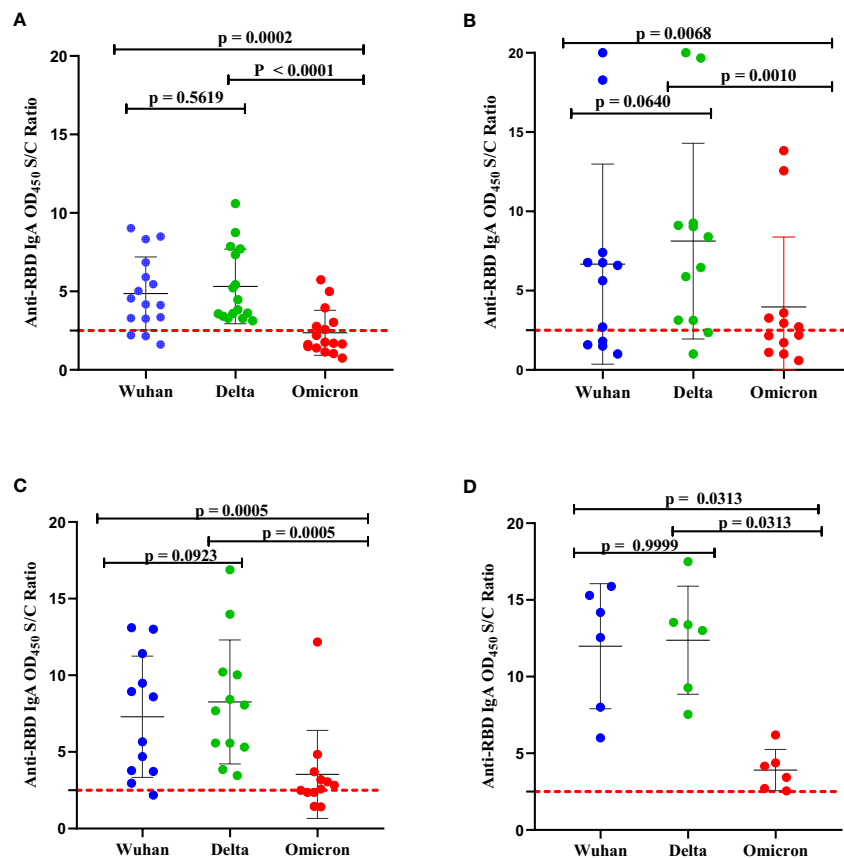 A
p = 0.0002
P < 0.0001
p = 0.5619
Anti-RBD IgA OD450 S/C Ratio
20
15
10
5
0
Wuhan Delta Omicron
B
p = 0.0068
p = 0.0010
p = 0.0640
Anti-RBD IgA OD450 S/C Ratio
20
15
10
5
0
Wuhan Delta Omicron
C
p = 0.0005
p = 0.0005
p = 0.0923
Anti-RBD IgA OD450 S/C Ratio
20
15
10
5
0
Wuhan Delta Omicron
D
p = 0.0313
p = 0.0313
p = 0.9999
Anti-RBD IgA OD450 S/C Ratio
20
15
10
5
0
Wuhan Delta Omicron